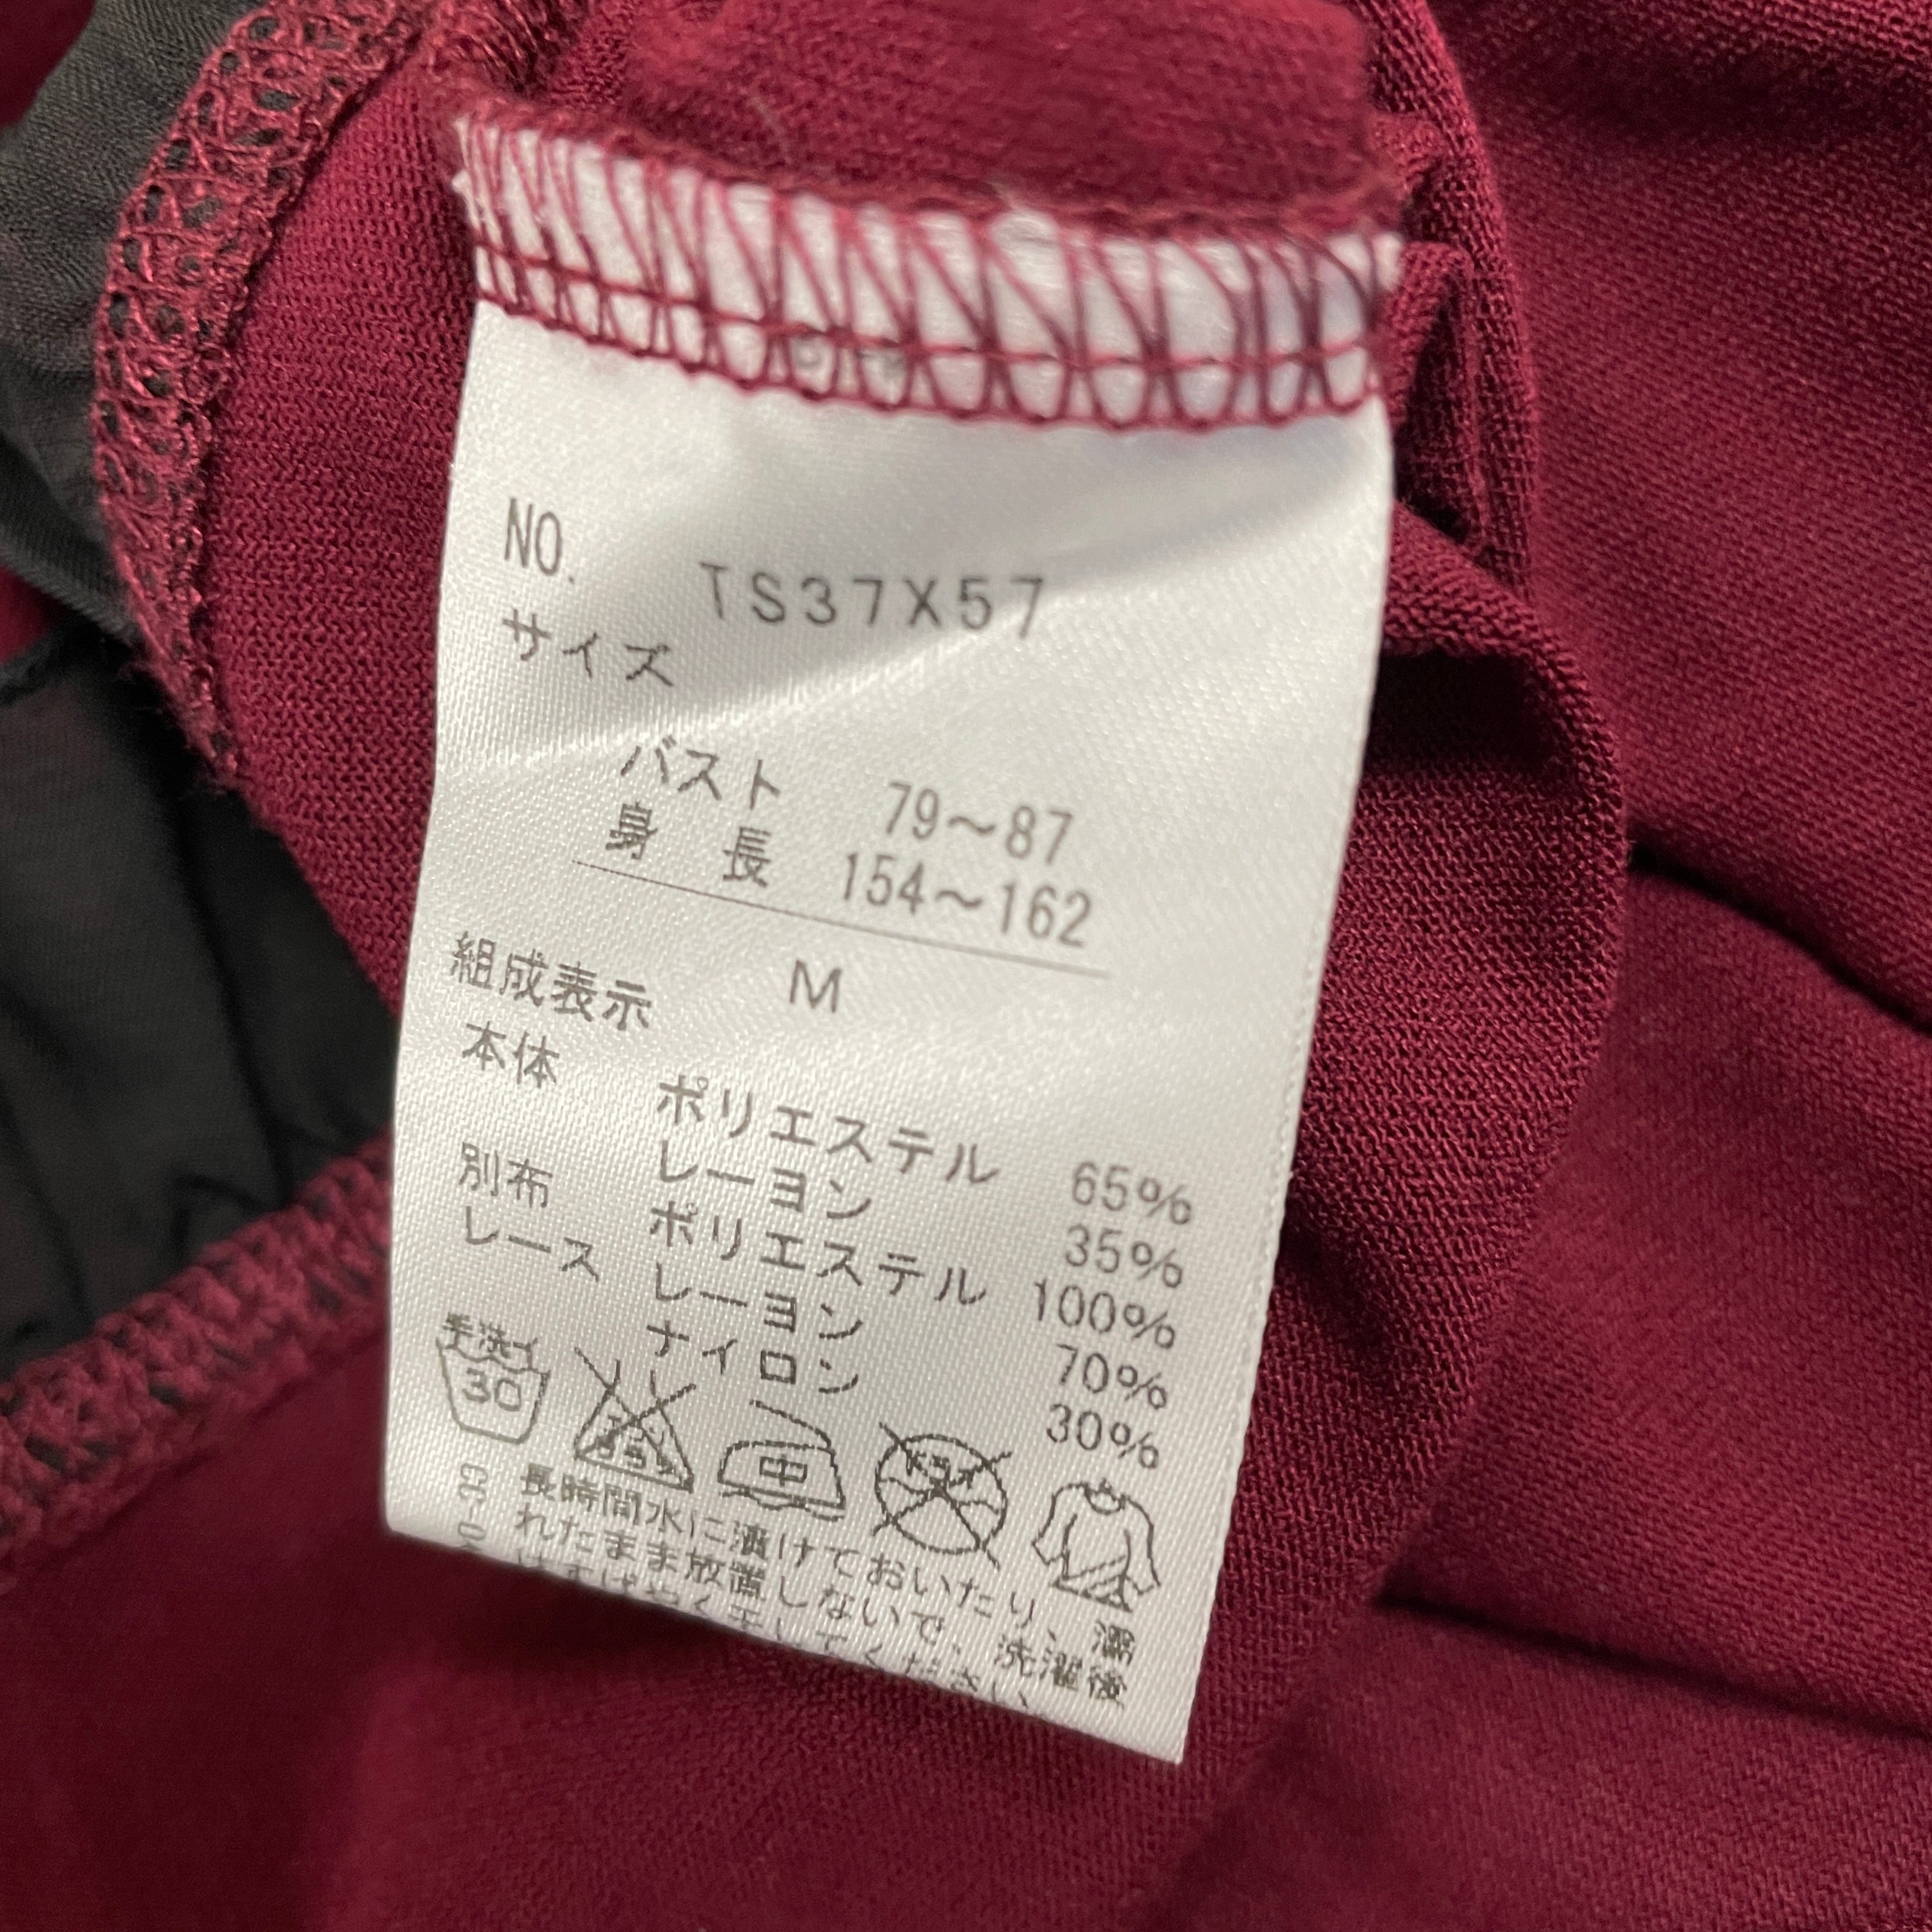 NO. TS37X57
サイズ
バスト 79～87
身 長 154～162
M
組成表示
本体 ポリエステル 65%
レーヨン 35%
別布 ポリエステル 100%
レース レーヨン 70%
ナイロン 30%
手洗イ
30
中
長時間水に漬けておいたり、濡
れたまま放置しないで、洗濯後